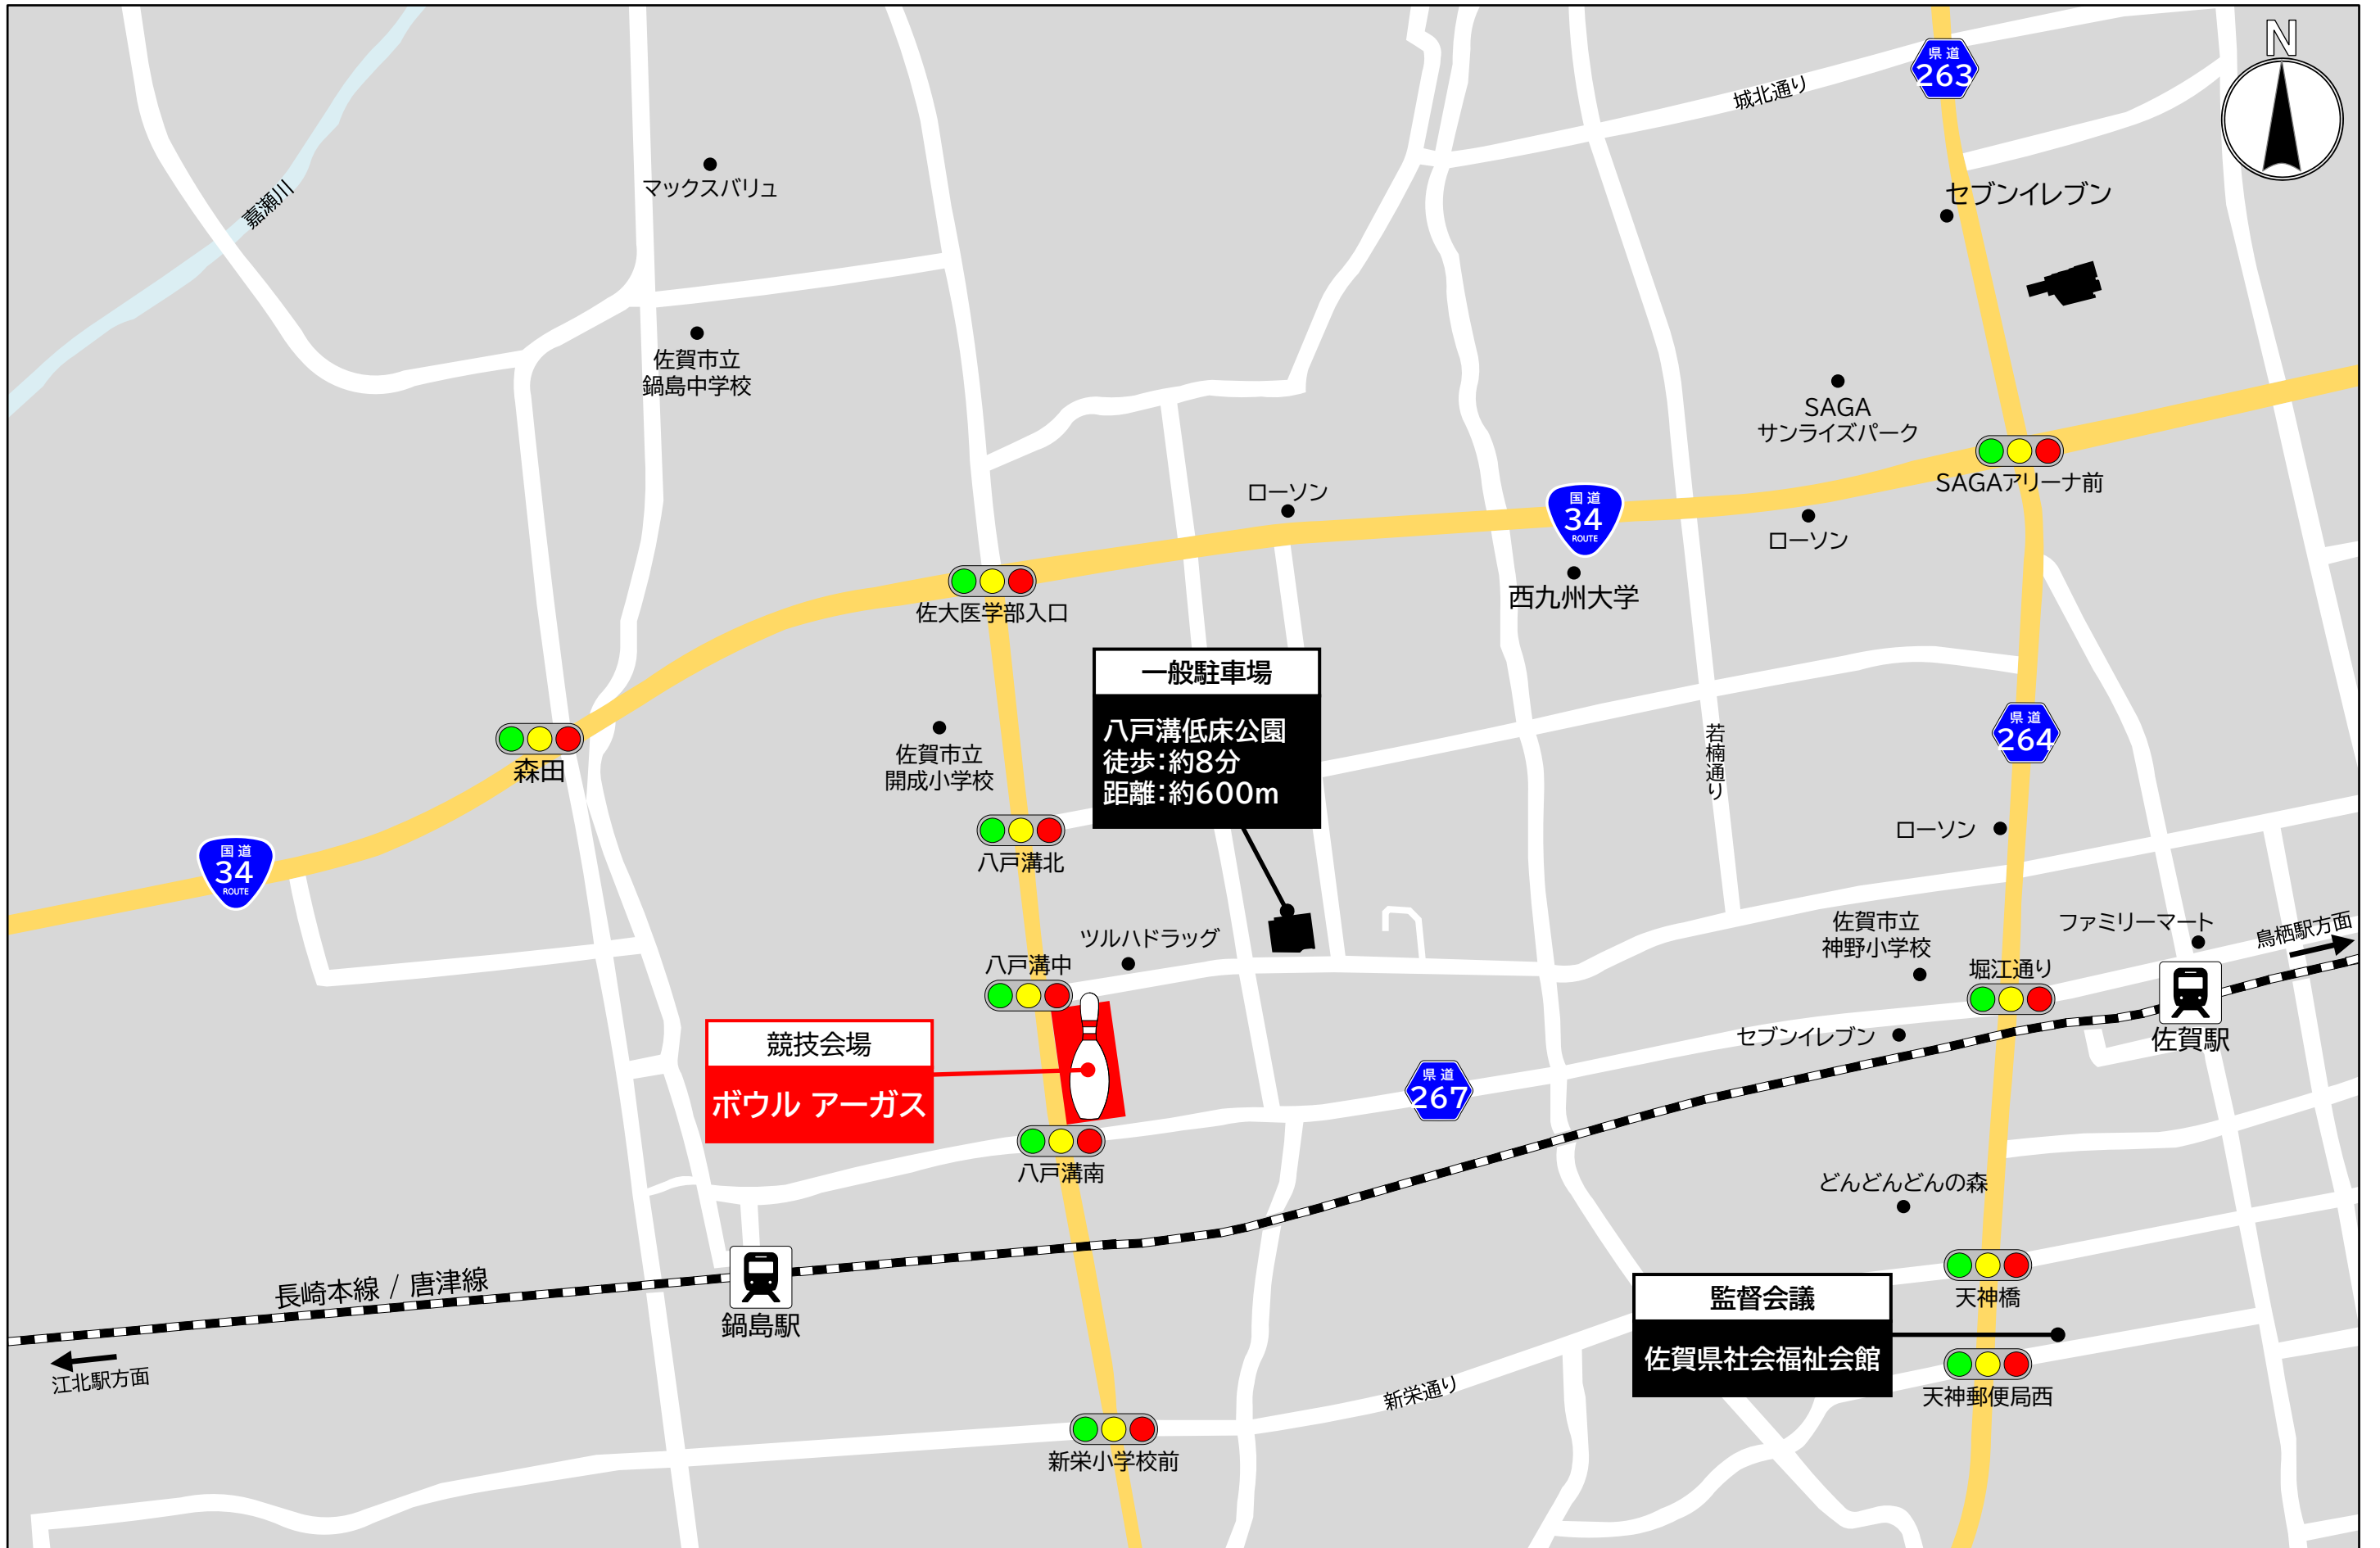 N
県道
263
城北通り
マックスバリュ
嘉瀬川
セブンイレブン
佐賀市立
鍋島中学校
SAGA
サンライズパーク
SAGAアリーナ前
ローソン
国道
34
ROUTE
ローソン
西九州大学
佐大医学部入口
一般駐車場
八戸溝低床公園
徒歩：約8分
距離：約600m
若楠通り
県道
264
佐賀市立
開成小学校
森田
八戸溝北
ローソン
国道
34
ROUTE
ツルハドラッグ
八戸溝中
佐賀市立
神野小学校
ファミリーマート
鳥栖駅方面
堀江通り
セブンイレブン
佐賀駅
競技会場
ボウル アーガス
県道
267
八戸溝南
どんどんどんの森
長崎本線 / 唐津線
鍋島駅
天神橋
監督会議
佐賀県社会福祉会館
江北駅方面
新栄通り
天神郵便局西
新栄小学校前